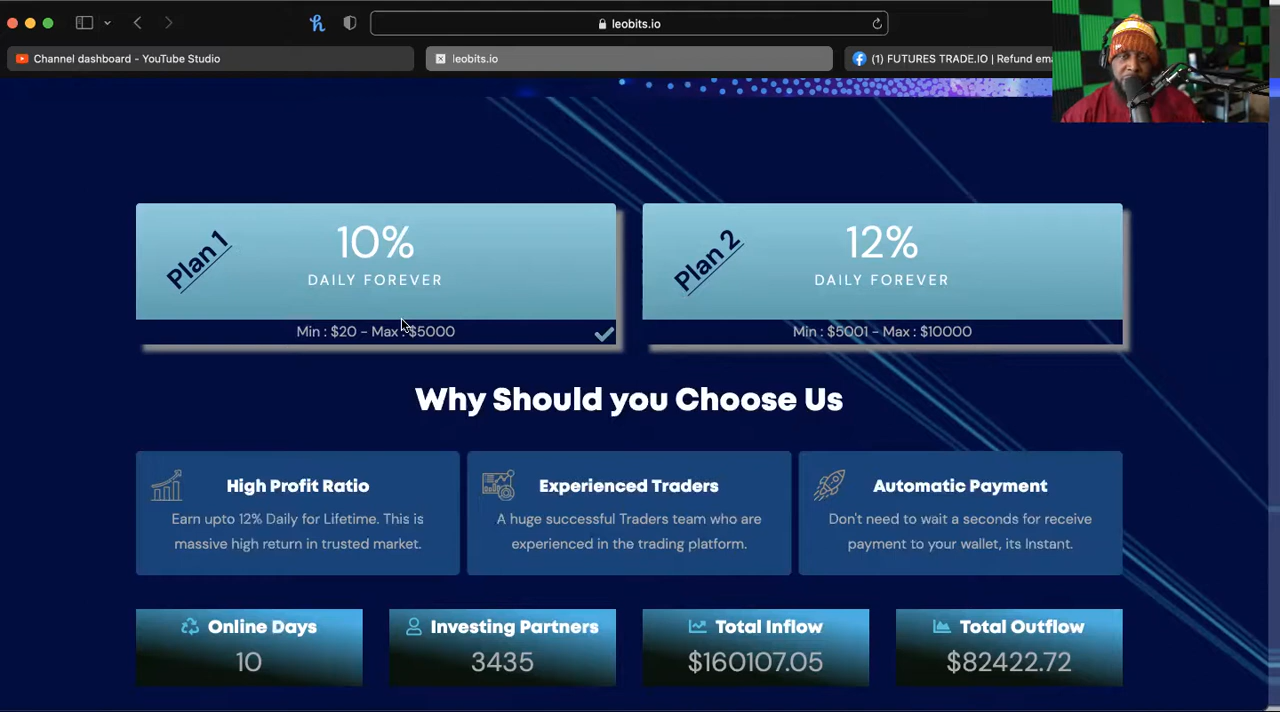 leobits.io
Channel dashboard - YouTube Studio
leobits.io
(1) FUTURES TRADE.IO | Refund ema
Plan 1
10%
DAILY FOREVER
Min : $20 - Max : $5000
Plan 2
12%
DAILY FOREVER
Min : $5001 - Max : $10000
Why Should you Choose Us
High Profit Ratio
Earn upto 12% Daily for Lifetime. This is
massive high return in trusted market.
Experienced Traders
A huge successful Traders team who are
experienced in the trading platform.
Automatic Payment
Don't need to wait a seconds for receive
payment to your wallet, its Instant.
Online Days
10
Investing Partners
3435
Total Inflow
$160107.05
Total Outflow
$82422.72